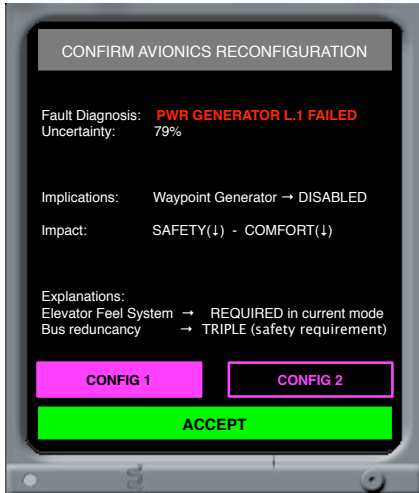 CONFIRM AVIONICS RECONFIGURATION
Fault Diagnosis: PWR GENERATOR L.1 FAILED
Uncertainty: 79%
Implications: Waypoint Generator → DISABLED
Impact: SAFETY(↓) - COMFORT(↓)
Explanations:
Elevator Feel System → REQUIRED in current mode
Bus reduncancy → TRIPLE (safety requirement)
CONFIG 1 CONFIG 2
ACCEPT